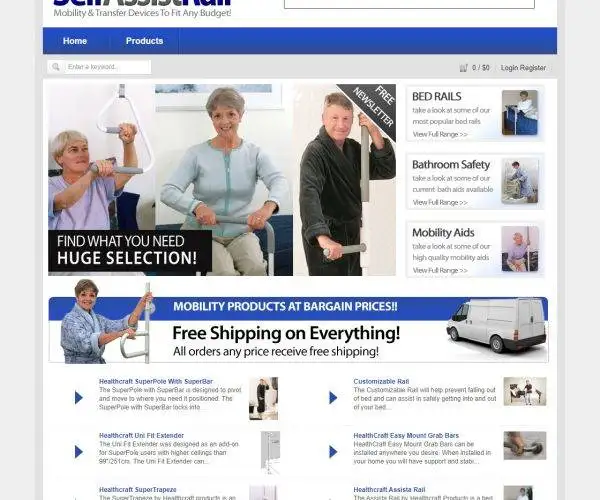 SelfAssistRail
Mobility & Transfer Devices To Fit Any Budget!
Home Products
Enter a keyword..
0 / $0 Login Register
FREE
NEWSLETTER
FIND WHAT YOU NEED
HUGE SELECTION!
BED RAILS
take a look at some of our
most popular bed rails
View Full Range >>
Bathroom Safety
take a look at some of our
current bath aids available
View Full Range >>
Mobility Aids
take a look at some of our
high quality mobility aids
View Full Range >>
MOBILITY PRODUCTS AT BARGAIN PRICES!!
Free Shipping on Everything!
All orders any price receive free shipping!
Healthcraft SuperPole With SuperBar
The SuperPole with SuperBar is designed to pivot
and move to where you need it positioned. The
SuperPole with SuperBar locks into...
Customizable Rail
The Customizable Rail will help prevent falling out
of bed and can assist in safely getting into and out
of your bed...
Healthcraft Uni Fit Extender
The Uni Fit Extender was designed as an add-on
for SuperPole users with higher ceilings than
99"/251cm. The Uni Fit Extender can...
HealthCraft Easy Mount Grab Bars
The HealthCraft Easy Mount Grab Bars can be
installed anywhere you desire. When installed in
your home you will have support and stabi...
Healthcraft SuperTrapeze
The SuperTrapeze by Healthcraft products is an
Healthcraft Assista Rail
The Assista Rail by Healthcraft Products is a bed